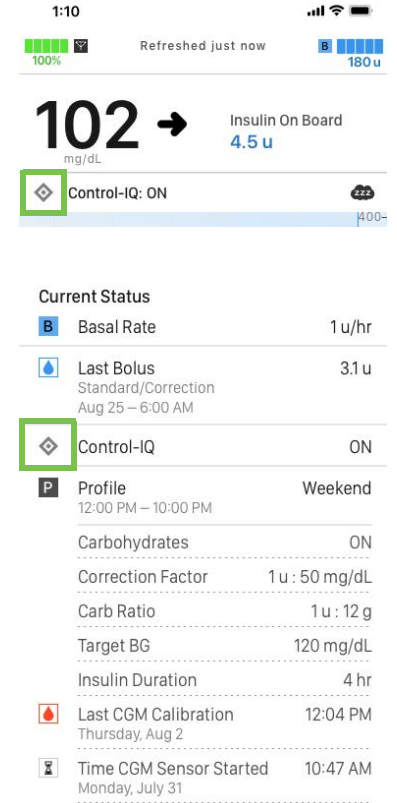 1:10
Refreshed just now
B
100%
180 u
102
mg/dL
Insulin On Board
4.5 u
Control-IQ: ON
zzz
400
Current Status
B Basal Rate 1 u/hr
Last Bolus 3.1 u
Standard/Correction
Aug 25 – 6:00 AM
Control-IQ ON
P Profile Weekend
12:00 PM – 10:00 PM
Carbohydrates ON
Correction Factor 1 u : 50 mg/dL
Carb Ratio 1 u : 12 g
Target BG 120 mg/dL
Insulin Duration 4 hr
Last CGM Calibration 12:04 PM
Thursday, Aug 2
Time CGM Sensor Started 10:47 AM
Monday, July 31